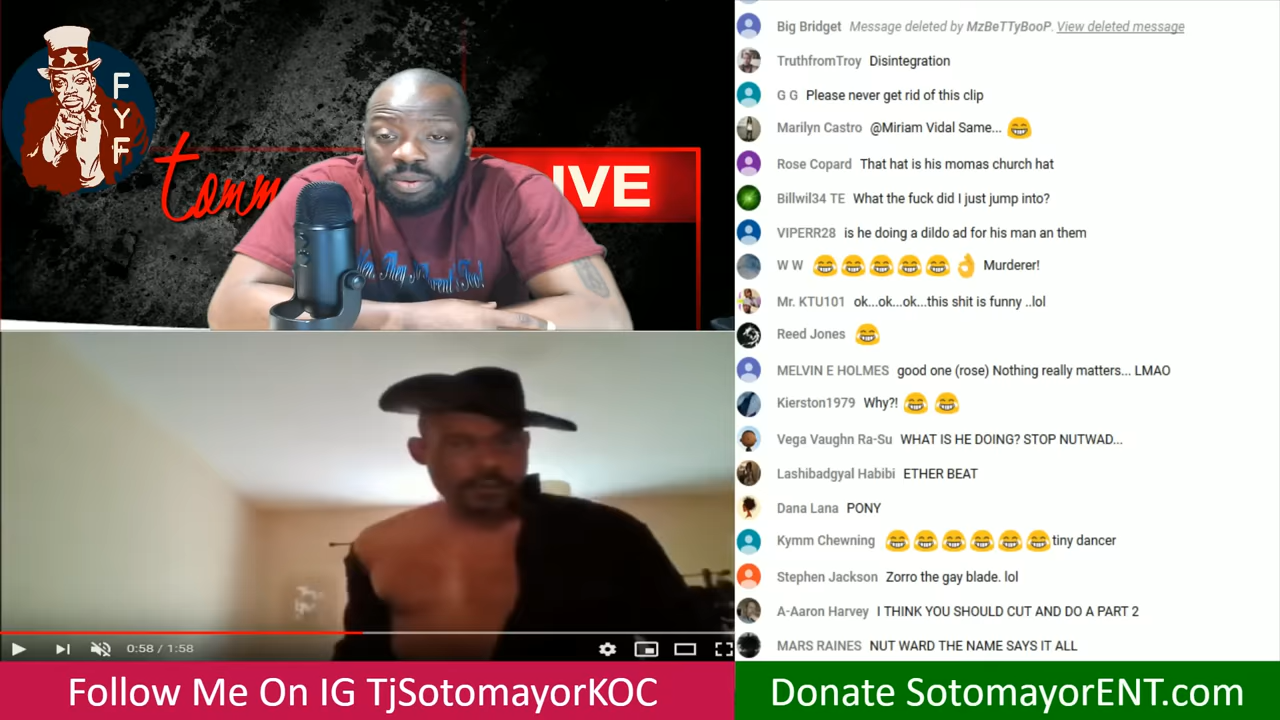 F
Y
F
tomm
IVE
0:58 / 1:58
Follow Me On IG TjSotomayorKOC
Big Bridget Message deleted by MzBeTTyBooP. View deleted message
TruthfromTroy Disintegration
G G Please never get rid of this clip
Marilyn Castro @Miriam Vidal Same... 😂
Rose Copard That hat is his momas church hat
Billwil34 TE What the fuck did I just jump into?
VIPERR28 is he doing a dildo ad for his man an them
W W 😂😂😂😂😂👌 Murderer!
Mr. KTU101 ok...ok...ok...this shit is funny ..lol
Reed Jones 😂
MELVIN E HOLMES good one (rose) Nothing really matters... LMAO
Kierston1979 Why?! 😂 😂
Vega Vaughn Ra-Su WHAT IS HE DOING? STOP NUTWAD...
Lashibadgyal Habibi ETHER BEAT
Dana Lana PONY
Kymm Chewning 😂😂😂😂😂😂tiny dancer
Stephen Jackson Zorro the gay blade. lol
A-Aaron Harvey I THINK YOU SHOULD CUT AND DO A PART 2
MARS RAINES NUT WARD THE NAME SAYS IT ALL
Donate SotomayorENT.com